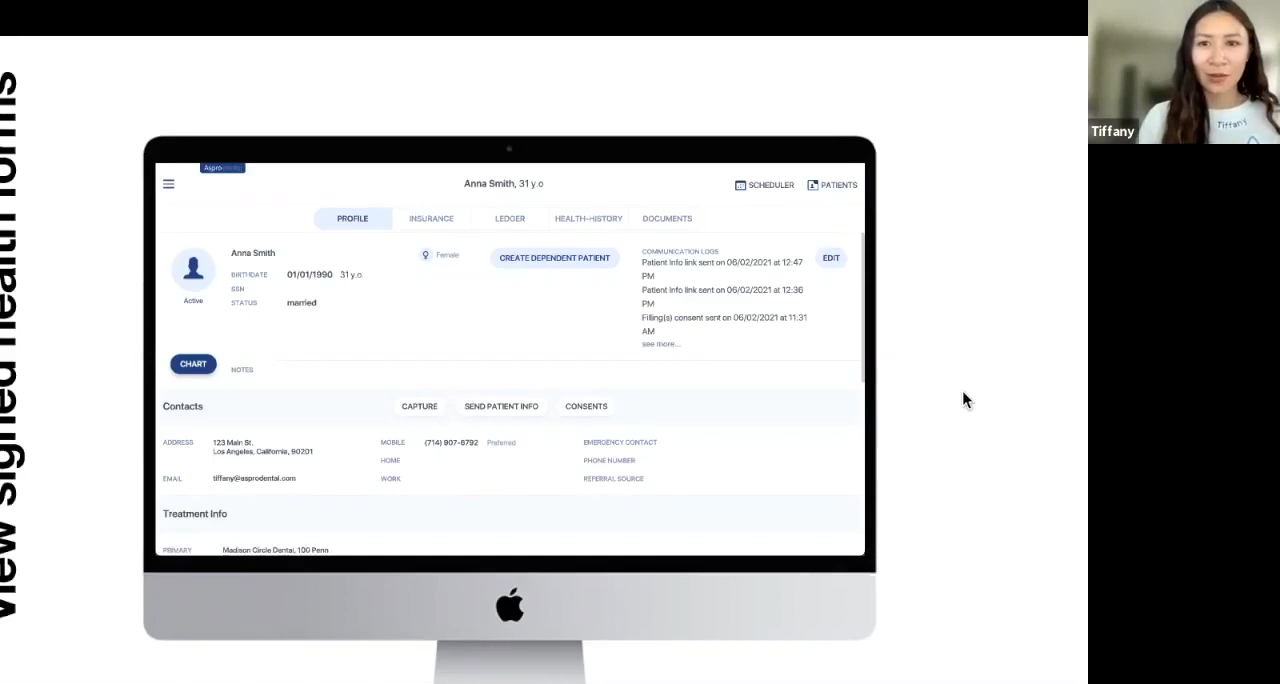 View signed health forms
Aspro
Anna Smith, 31 y.o
SCHEDULER
PATIENTS
PROFILE
INSURANCE
LEDGER
HEALTH-HISTORY
DOCUMENTS
Anna Smith
Female
CREATE DEPENDENT PATIENT
COMMUNICATION LOGS
EDIT
Patient Info link sent on 06/02/2021 at 12:47
PM
Patient Info link sent on 06/02/2021 at 12:36
PM
Filling(s) consent sent on 06/02/2021 at 11:31
AM
see more...
BIRTHDATE 01/01/1990 31 y.o.
SSN
STATUS married
Active
CHART
NOTES
Contacts
CAPTURE
SEND PATIENT INFO
CONSENTS
ADDRESS 123 Main St.
Los Angeles, California, 90201
EMAIL tiffany@asprodental.com
MOBILE (714) 907-6792 Preferred
HOME
WORK
EMERGENCY CONTACT
PHONE NUMBER
REFERRAL SOURCE
Treatment Info
PRIMARY Madison Circle Dental, 100 Penn
Tiffany
Tiffany